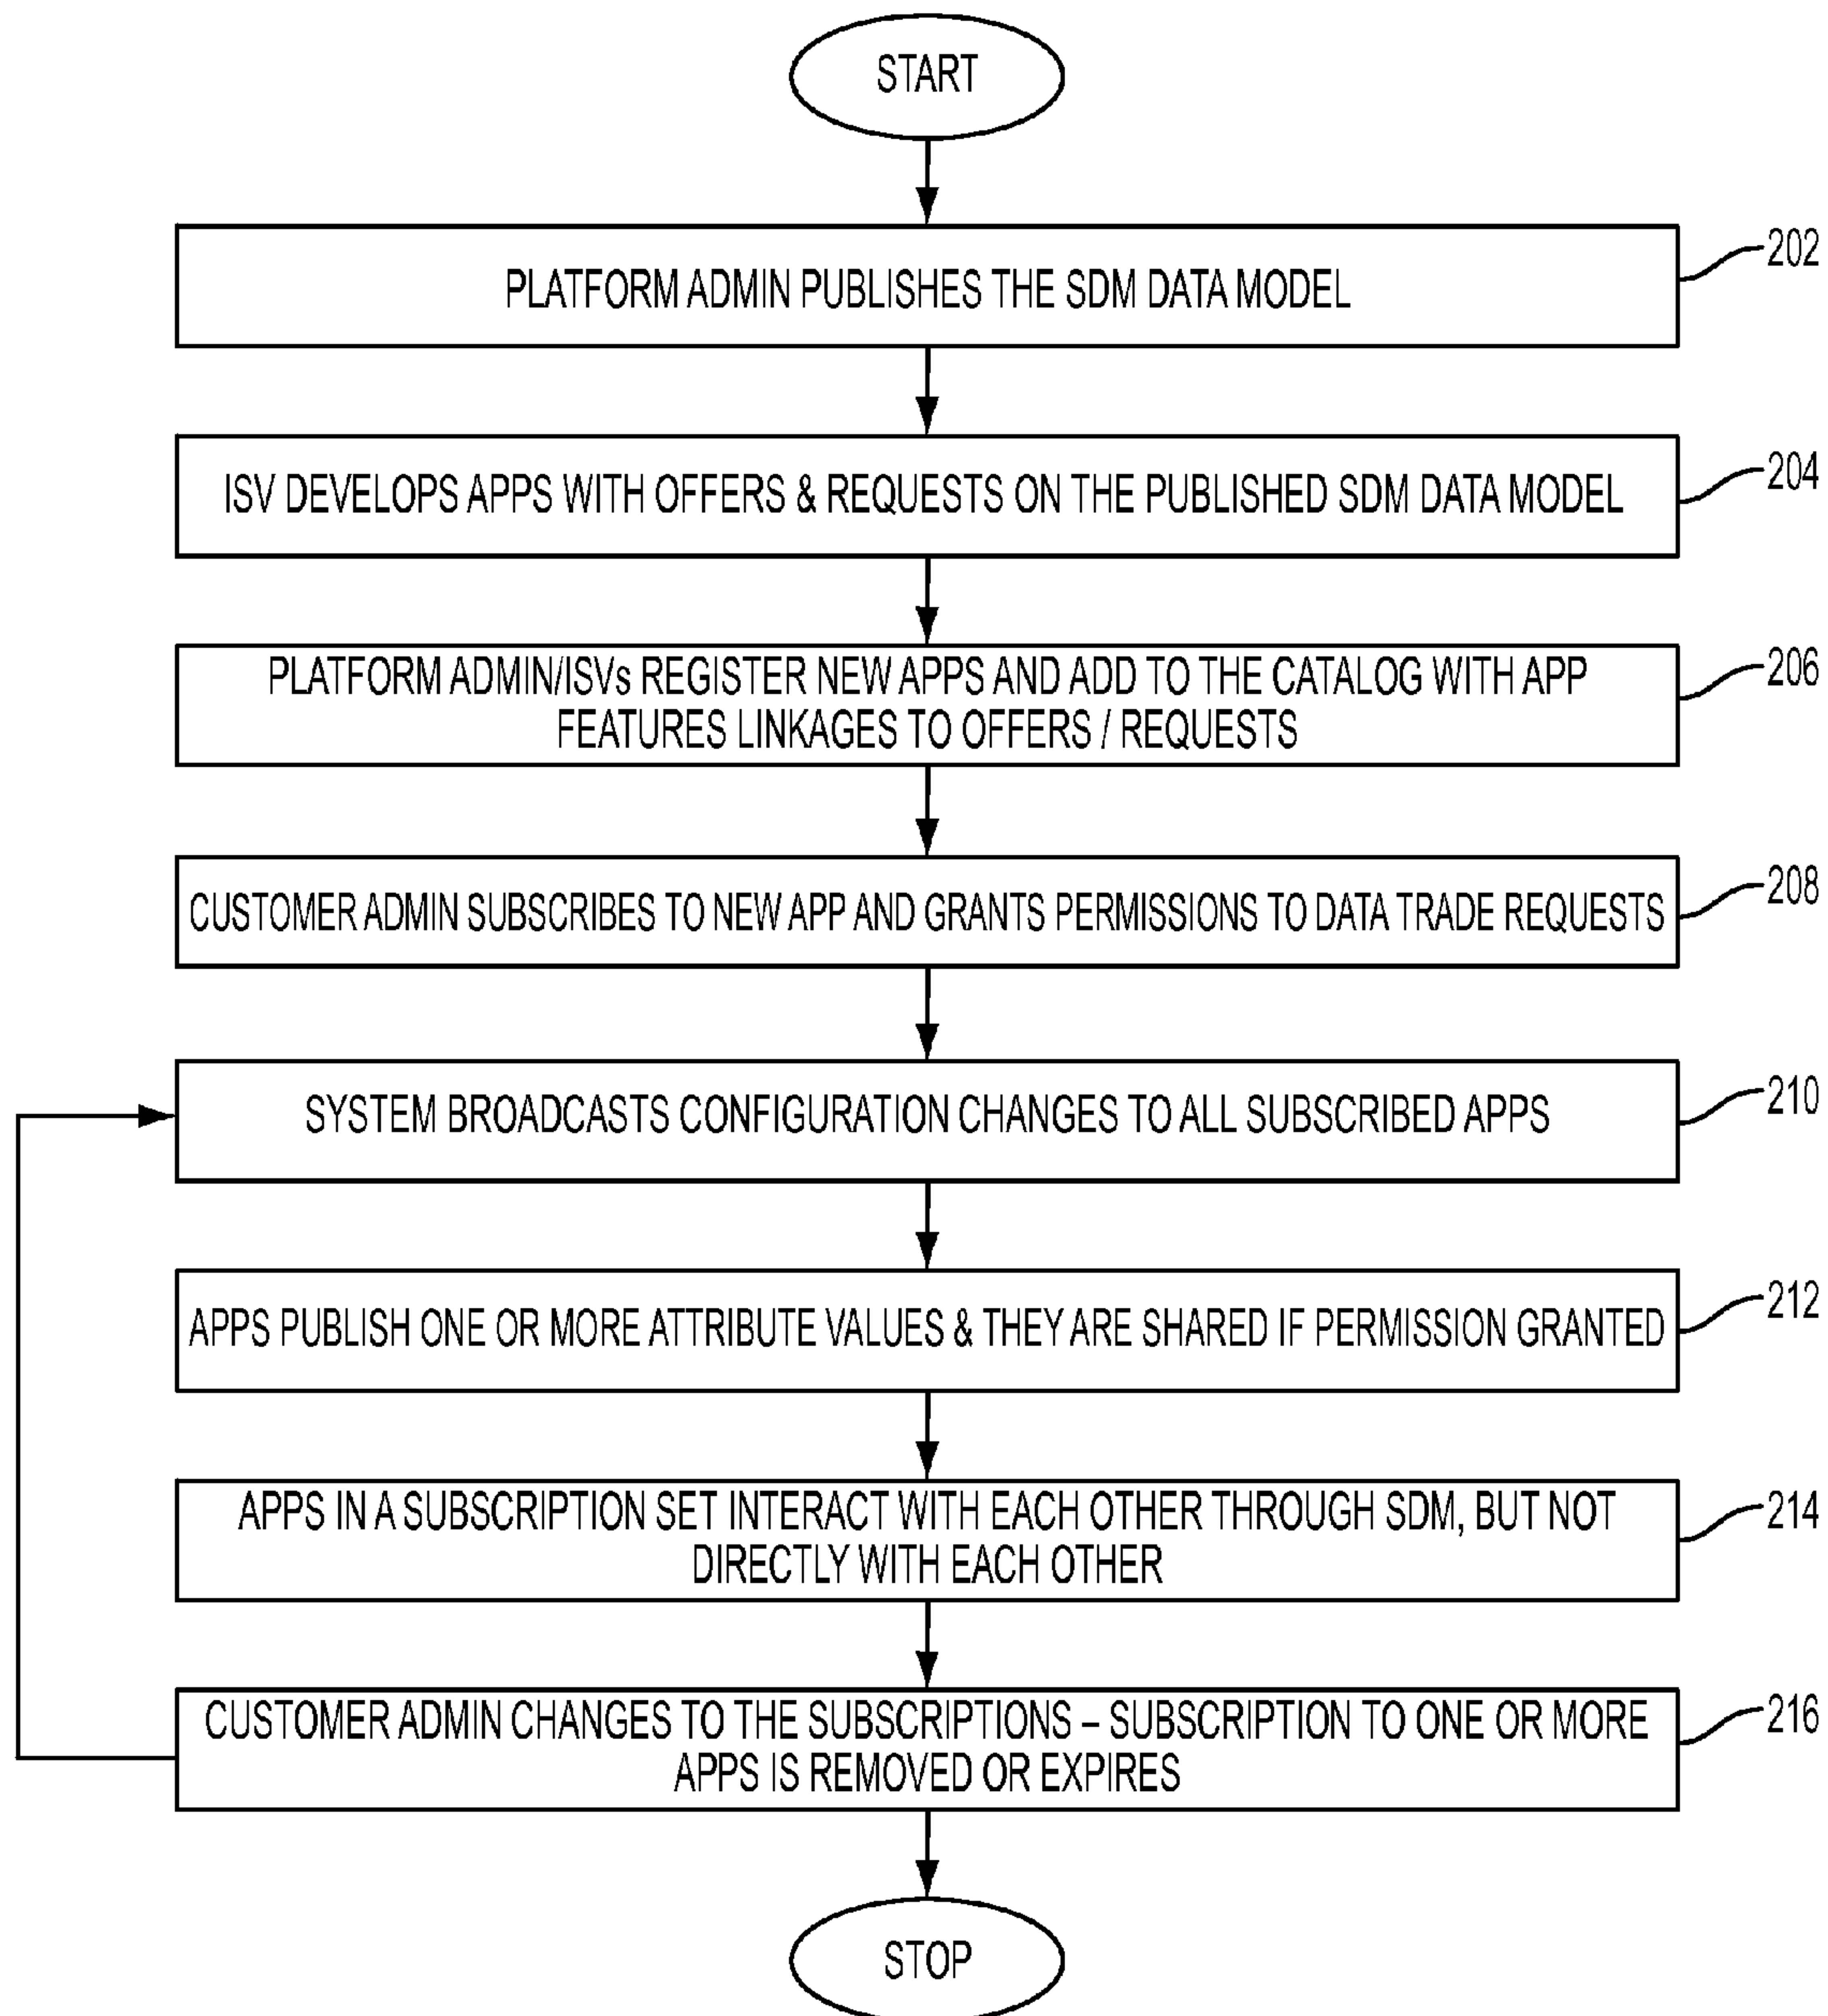 START
PLATFORM ADMIN PUBLISHES THE SDM DATA MODEL
202
ISV DEVELOPS APPS WITH OFFERS & REQUESTS ON THE PUBLISHED SDM DATA MODEL
204
PLATFORM ADMIN/ISVs REGISTER NEW APPS AND ADD TO THE CATALOG WITH APP
FEATURES LINKAGES TO OFFERS / REQUESTS
206
CUSTOMER ADMIN SUBSCRIBES TO NEW APP AND GRANTS PERMISSIONS TO DATA TRADE REQUESTS
208
SYSTEM BROADCASTS CONFIGURATION CHANGES TO ALL SUBSCRIBED APPS
210
APPS PUBLISH ONE OR MORE ATTRIBUTE VALUES & THEY ARE SHARED IF PERMISSION GRANTED
212
APPS IN A SUBSCRIPTION SET INTERACT WITH EACH OTHER THROUGH SDM, BUT NOT
DIRECTLY WITH EACH OTHER
214
CUSTOMER ADMIN CHANGES TO THE SUBSCRIPTIONS – SUBSCRIPTION TO ONE OR MORE
APPS IS REMOVED OR EXPIRES
216
STOP